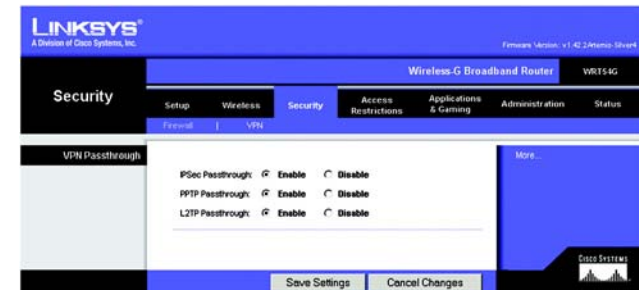 LINKSYS®
A Division of Cisco Systems, Inc.
Firmware Version: v1.42.2
Wireless-G Broadband Router WRT54G
Security
Setup Wireless Security Access Restrictions Applications & Gaming Administration Status
Firewall | VPN
VPN Passthrough
More...
IPSec Passthrough: Enable Disable
PPTP Passthrough: Enable Disable
L2TP Passthrough: Enable Disable
CISCO SYSTEMS
Save Settings Cancel Changes